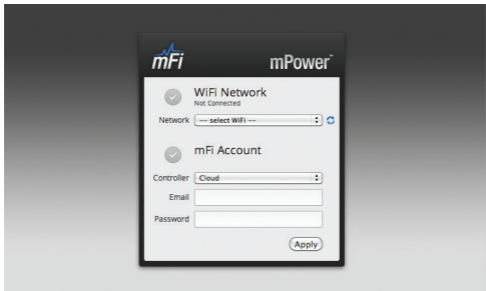 mFi mPower™
WiFi Network
Not Connected
Network -- select WiFi --
mFi Account
Controller Cloud
Email
Password
Apply